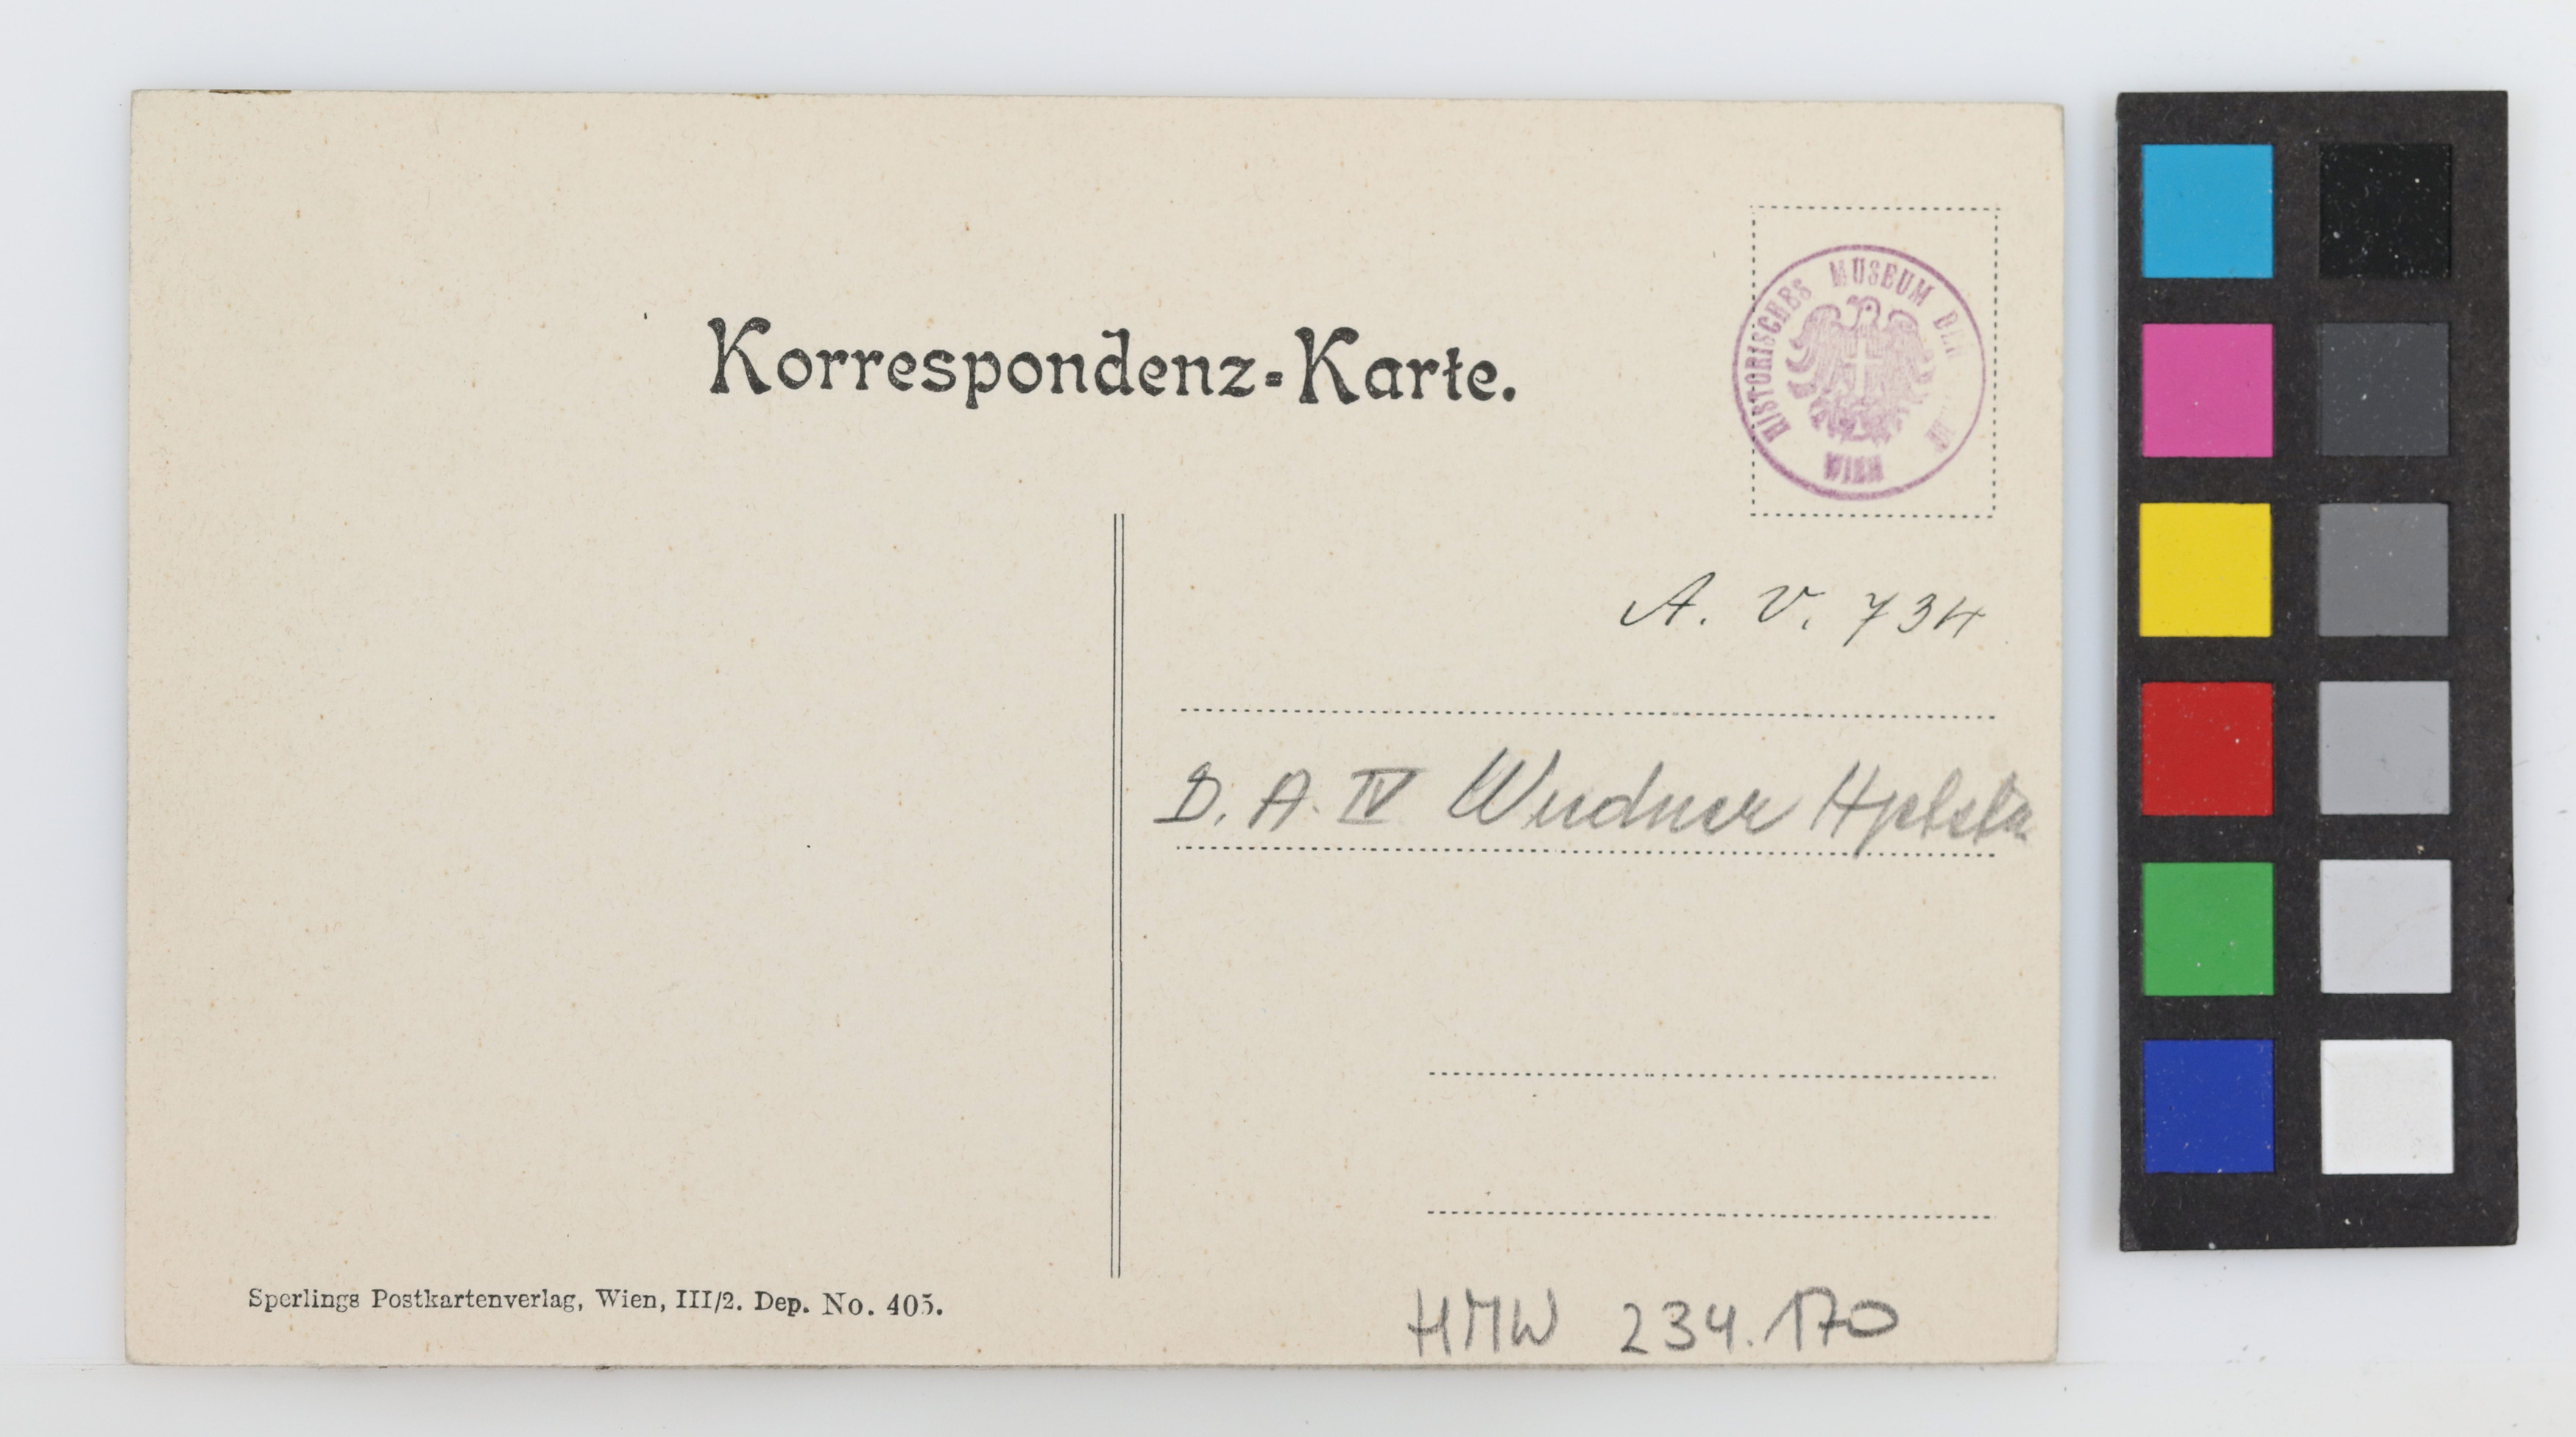 Korrespondenz-Karte.
HISTORISCHES MUSEUM DER
WIEN
A. V. 734
D. A. IV Wiedner Hptstr
Sperlings Postkartenverlag, Wien, III/2. Dep. No. 405.
HMW 234.170